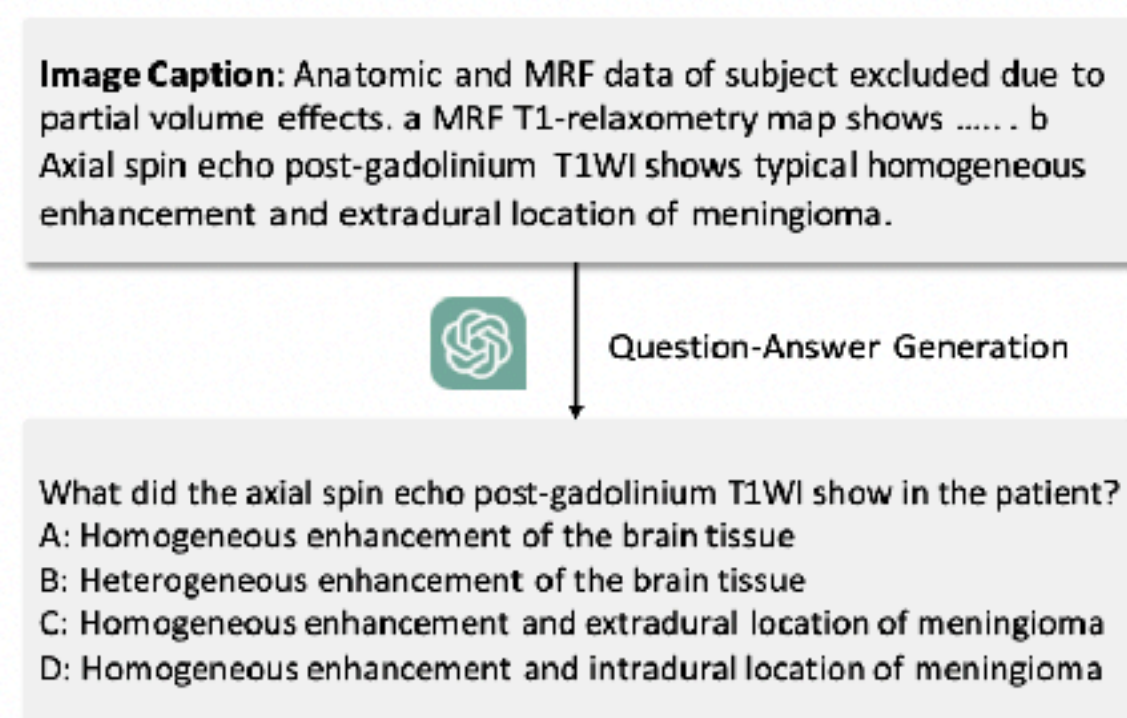 Image Caption: Anatomic and MRF data of subject excluded due to
partial volume effects. a MRF T1-relaxometry map shows ...... . b
Axial spin echo post-gadolinium T1WI shows typical homogeneous
enhancement and extradural location of meningioma.
Question-Answer Generation
What did the axial spin echo post-gadolinium T1WI show in the patient?
A: Homogeneous enhancement of the brain tissue
B: Heterogeneous enhancement of the brain tissue
C: Homogeneous enhancement and extradural location of meningioma
D: Homogeneous enhancement and intradural location of meningioma